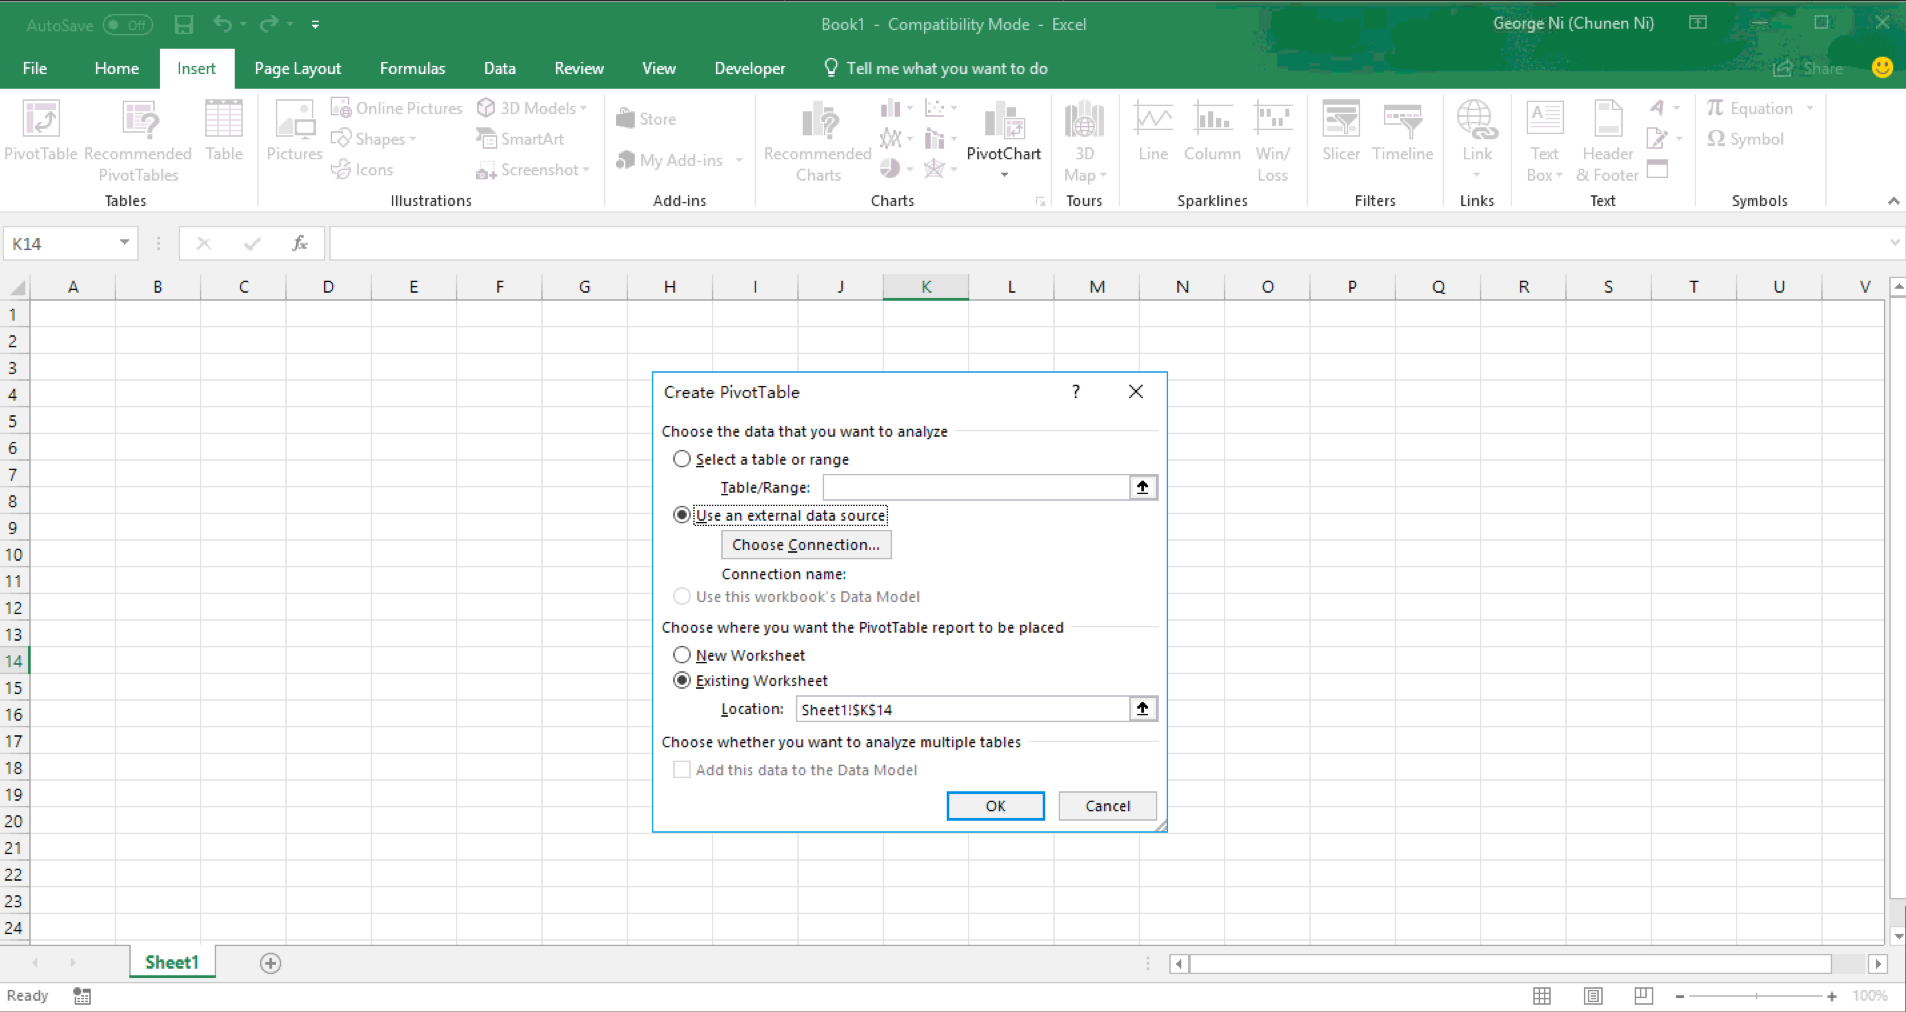 AutoSave Off Book1 - Compatibility Mode - Excel George Ni (Chunen Ni)
File Home Insert Page Layout Formulas Data Review View Developer Tell me what you want to do Share
PivotTable Recommended PivotTables Table
Tables
Pictures Online Pictures Shapes Icons 3D Models SmartArt Screenshot
Illustrations
Store My Add-ins
Add-ins
Recommended Charts PivotChart
Charts
3D Map
Tours
Line Column Win/ Loss
Sparklines
Slicer Timeline
Filters
Link
Links
Text Box Header & Footer
Text
π Equation
Ω Symbol
Symbols
K14 fx
A B C D E F G H I J K L M N O P Q R S T U V
1
2
3
4
5
6
7
8
9
10
11
12
13
14
15
16
17
18
19
20
21
22
23
24
Create PivotTable ?
Choose the data that you want to analyze
Select a table or range
Table/Range:
Use an external data source
Choose Connection...
Connection name:
Use this workbook's Data Model
Choose where you want the PivotTable report to be placed
New Worksheet
Existing Worksheet
Location: Sheet1!$K$14
Choose whether you want to analyze multiple tables
Add this data to the Data Model
OK Cancel
Sheet1
Ready 100%